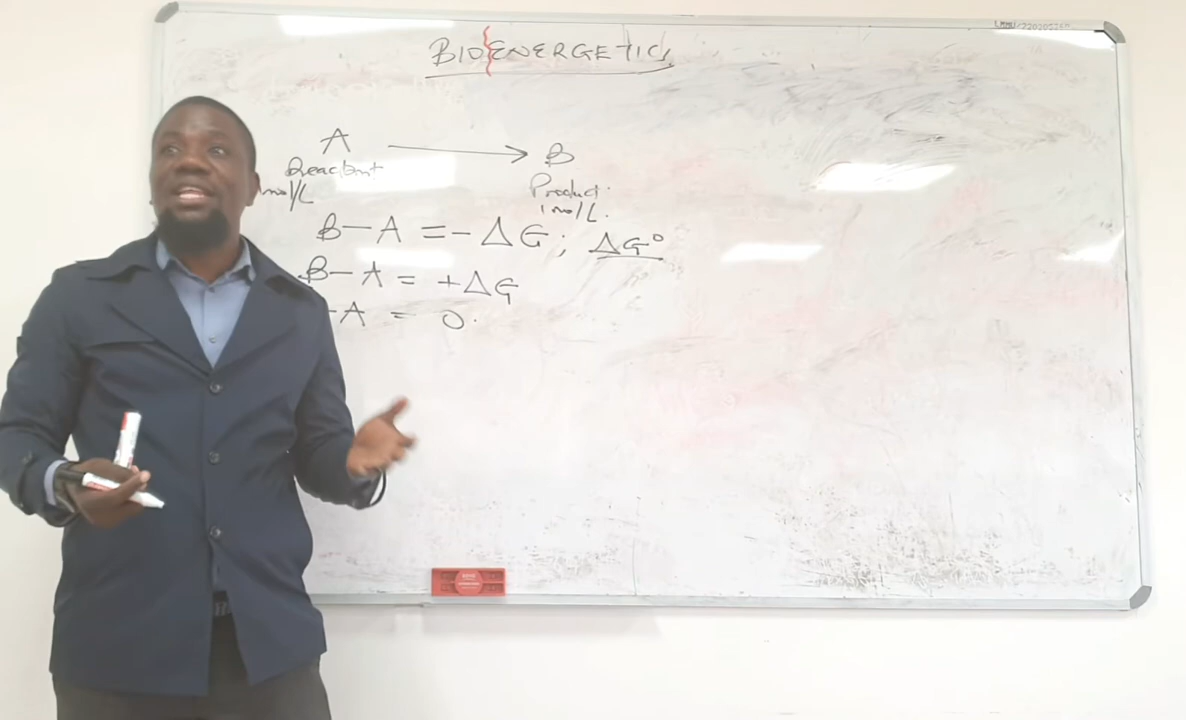 BIOENERGETICS
A → B
Reactant Product
1mol/L.
mol/L
B - A = - ΔG ; ΔG°
B - A = + ΔG
- A = 0.